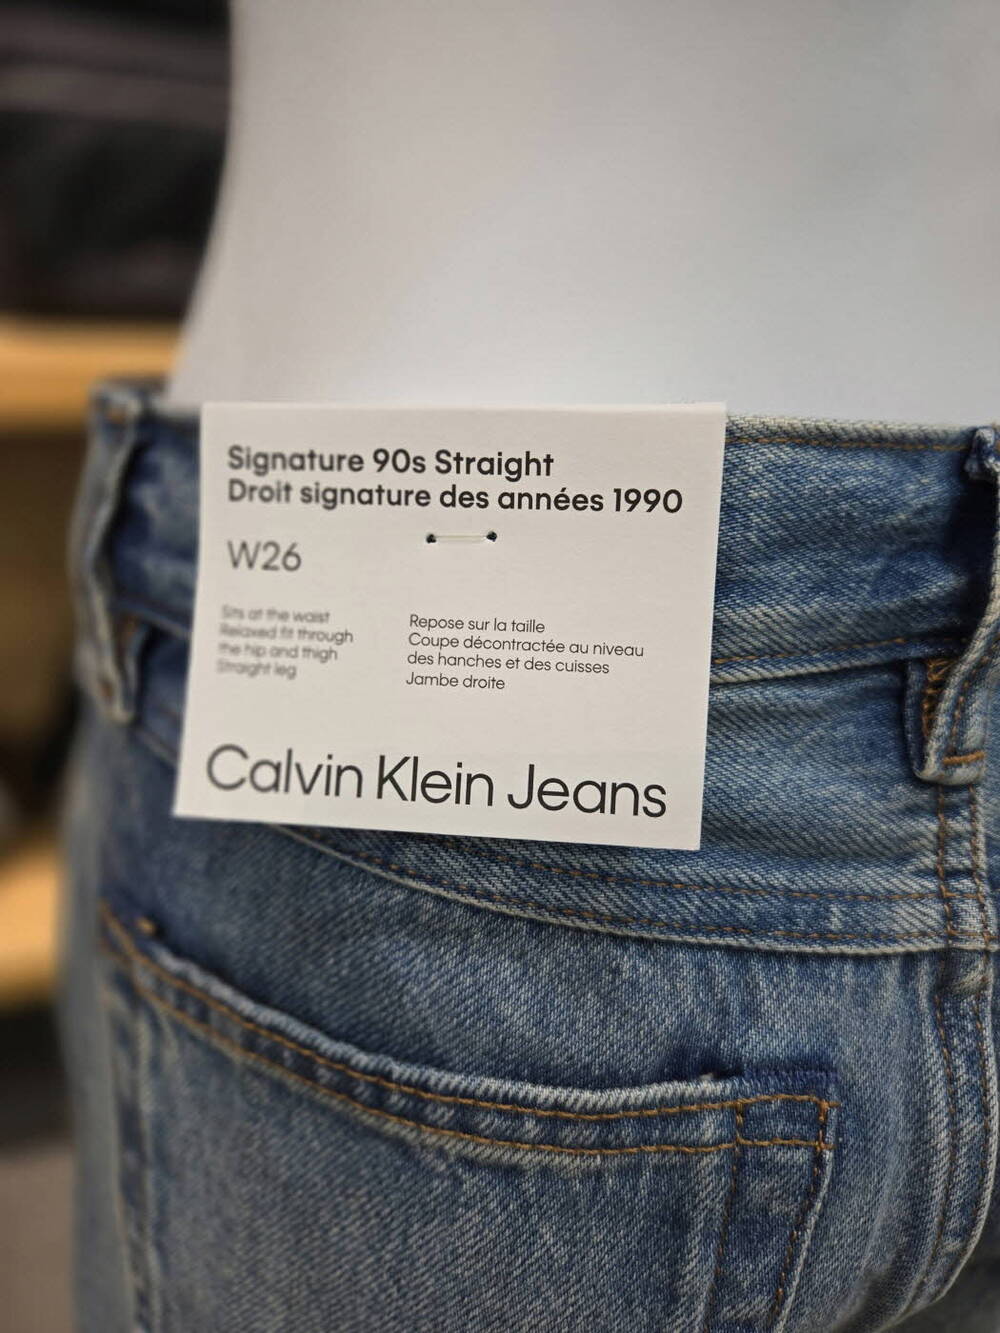 Signature 90s Straight
Droit signature des années 1990
W26
Sits at the waist
Relaxed fit through
the hip and thigh
Straight leg
Repose sur la taille
Coupe décontractée au niveau
des hanches et des cuisses
Jambe droite
Calvin Klein Jeans